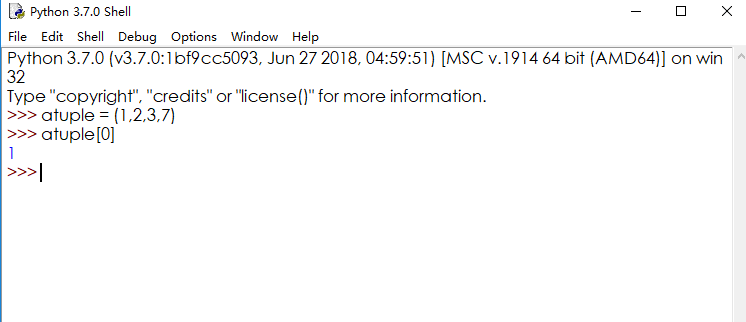 Python 3.7.0 Shell
File Edit Shell Debug Options Window Help
Python 3.7.0 (v3.7.0:1bf9cc5093, Jun 27 2018, 04:59:51) [MSC v.1914 64 bit (AMD64)] on win
32
Type "copyright", "credits" or "license()" for more information.
>>> atuple = (1,2,3,7)
>>> atuple[0]
1
>>>